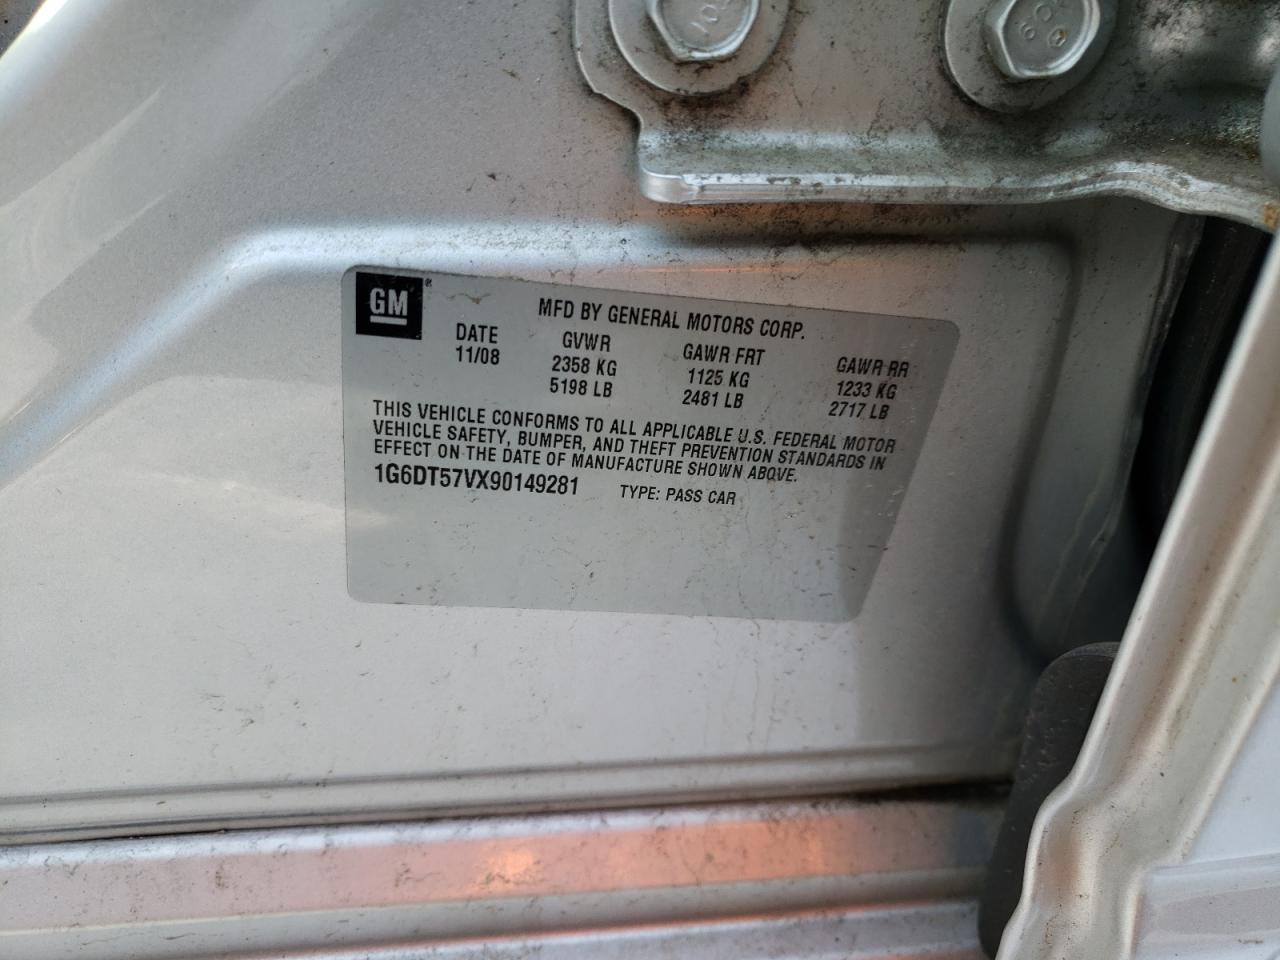 GM®
MFD BY GENERAL MOTORS CORP.
DATE GVWR GAWR FRT GAWR RR
11/08 2358 KG 1125 KG 1233 KG
5198 LB 2481 LB 2717 LB
THIS VEHICLE CONFORMS TO ALL APPLICABLE U.S. FEDERAL MOTOR
VEHICLE SAFETY, BUMPER, AND THEFT PREVENTION STANDARDS IN
EFFECT ON THE DATE OF MANUFACTURE SHOWN ABOVE.
1G6DT57VX90149281 TYPE: PASS CAR